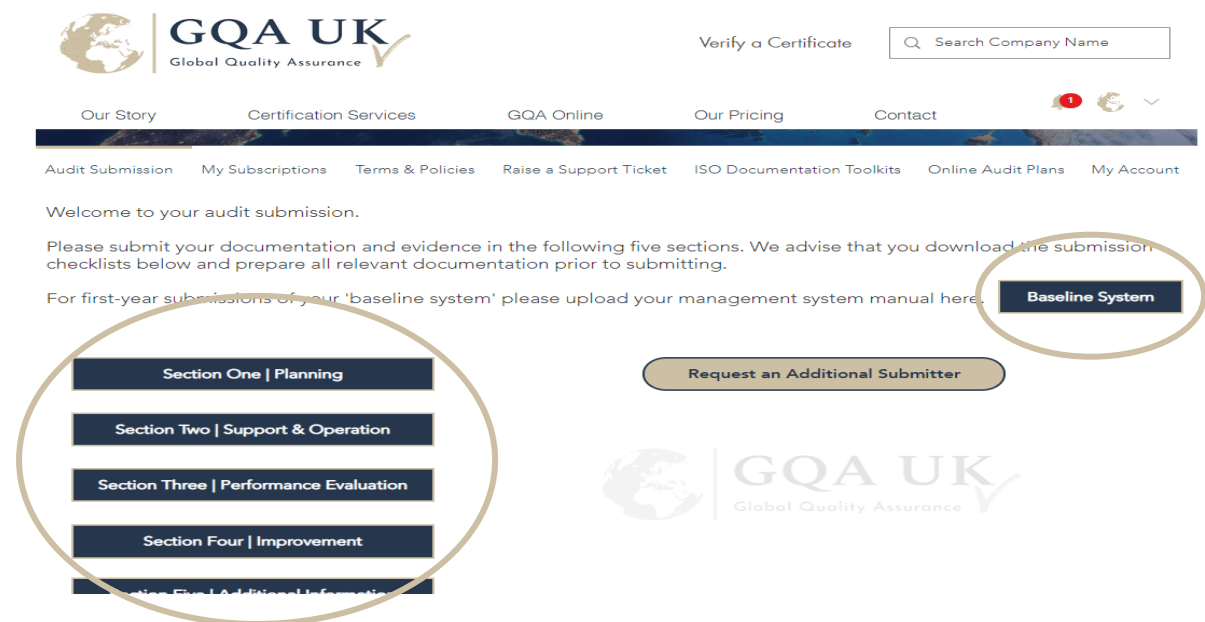 GQA UK
Global Quality Assurance
Verify a Certificate
Search Company Name
1
Our Story
Certification Services
GQA Online
Our Pricing
Contact
Audit Submission
My Subscriptions
Terms & Policies
Raise a Support Ticket
ISO Documentation Toolkits
Online Audit Plans
My Account
Welcome to your audit submission.
Please submit your documentation and evidence in the following five sections. We advise that you download the submission
checklists below and prepare all relevant documentation prior to submitting.
For first-year submissions of your 'baseline system' please upload your management system manual here.
Baseline System
Section One | Planning
Request an Additional Submitter
Section Two | Support & Operation
Section Three | Performance Evaluation
GQA UK
Global Quality Assurance
Section Four | Improvement
Section Five | Additional Information